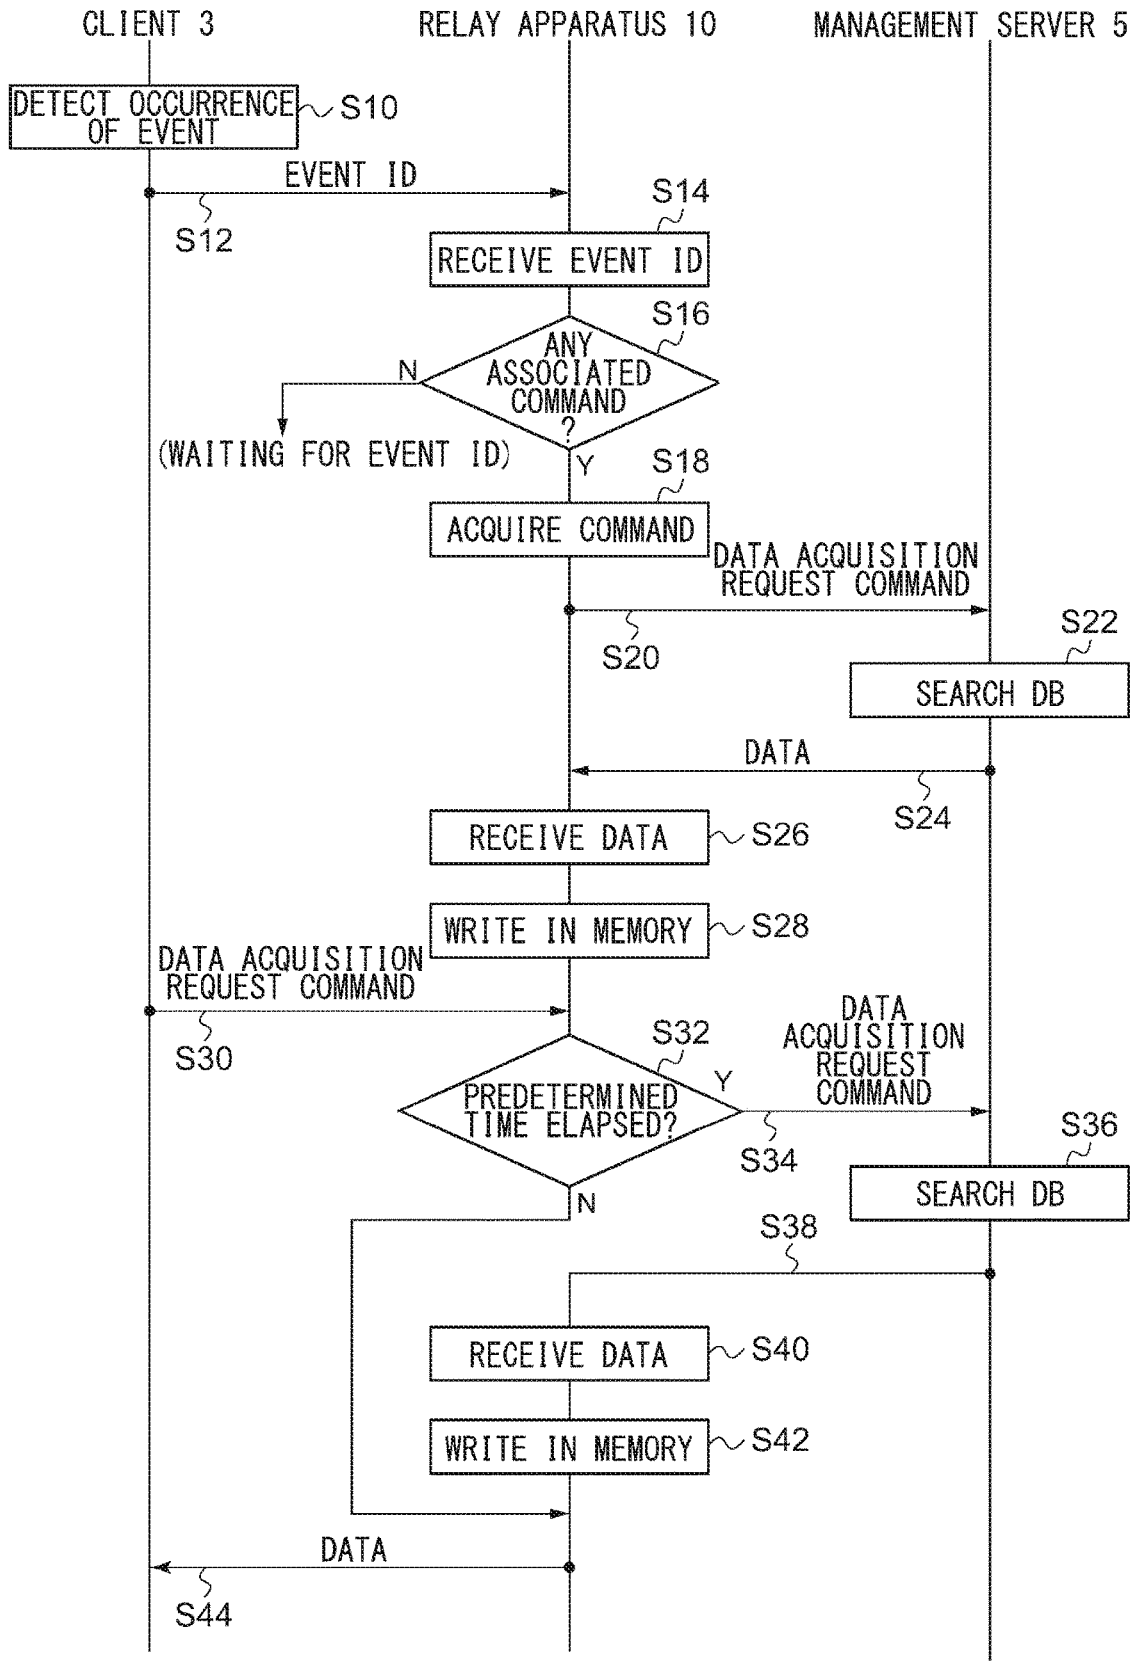 CLIENT 3
RELAY APPARATUS 10
MANAGEMENT SERVER 5
DETECT OCCURRENCE
OF EVENT
S10
EVENT ID
S12
S14
RECEIVE EVENT ID
S16
ANY
ASSOCIATED
COMMAND
?
N
(WAITING FOR EVENT ID)
Y
S18
ACQUIRE COMMAND
DATA ACQUISITION
REQUEST COMMAND
S20
S22
SEARCH DB
DATA
S24
RECEIVE DATA
S26
WRITE IN MEMORY
S28
DATA ACQUISITION
REQUEST COMMAND
S30
S32
PREDETERMINED
TIME ELAPSED?
Y
DATA
ACQUISITION
REQUEST
COMMAND
S34
S36
SEARCH DB
N
S38
RECEIVE DATA
S40
WRITE IN MEMORY
S42
DATA
S44